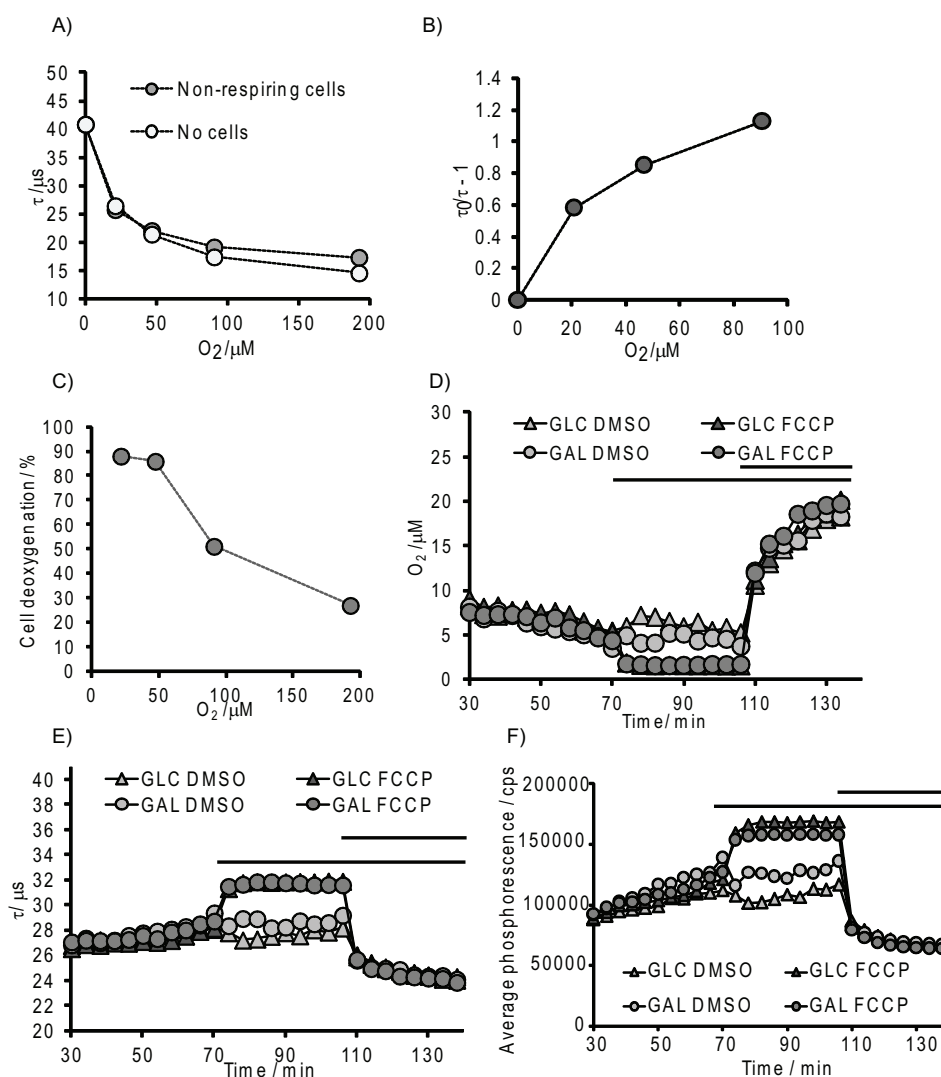 A)
50
45
40
35
30
25
20
15
10
τ/μs
Non-respiring cells
No cells
0 50 100 150 200
O2/μM
B)
1.4
1.2
1
0.8
0.6
0.4
0.2
0
τ0/τ - 1
0 20 40 60 80 100
O2/μM
C)
100
90
80
70
60
50
40
30
20
10
0
Cell deoxygenation / %
0 50 100 150 200
O2/μM
D)
30
25
20
15
10
5
0
O2 /μM
GLC DMSO GLC FCCP
GAL DMSO GAL FCCP
30 50 70 90 110 130
Time/ min
E)
40
38
36
34
32
30
28
26
24
22
20
τ/ μs
GLC DMSO GLC FCCP
GAL DMSO GAL FCCP
30 50 70 90 110 130
Time/ min
F)
200000
150000
100000
50000
0
Average phosphorescence / cps
GLC DMSO GLC FCCP
GAL DMSO GAL FCCP
30 50 70 90 110 130
Time / min